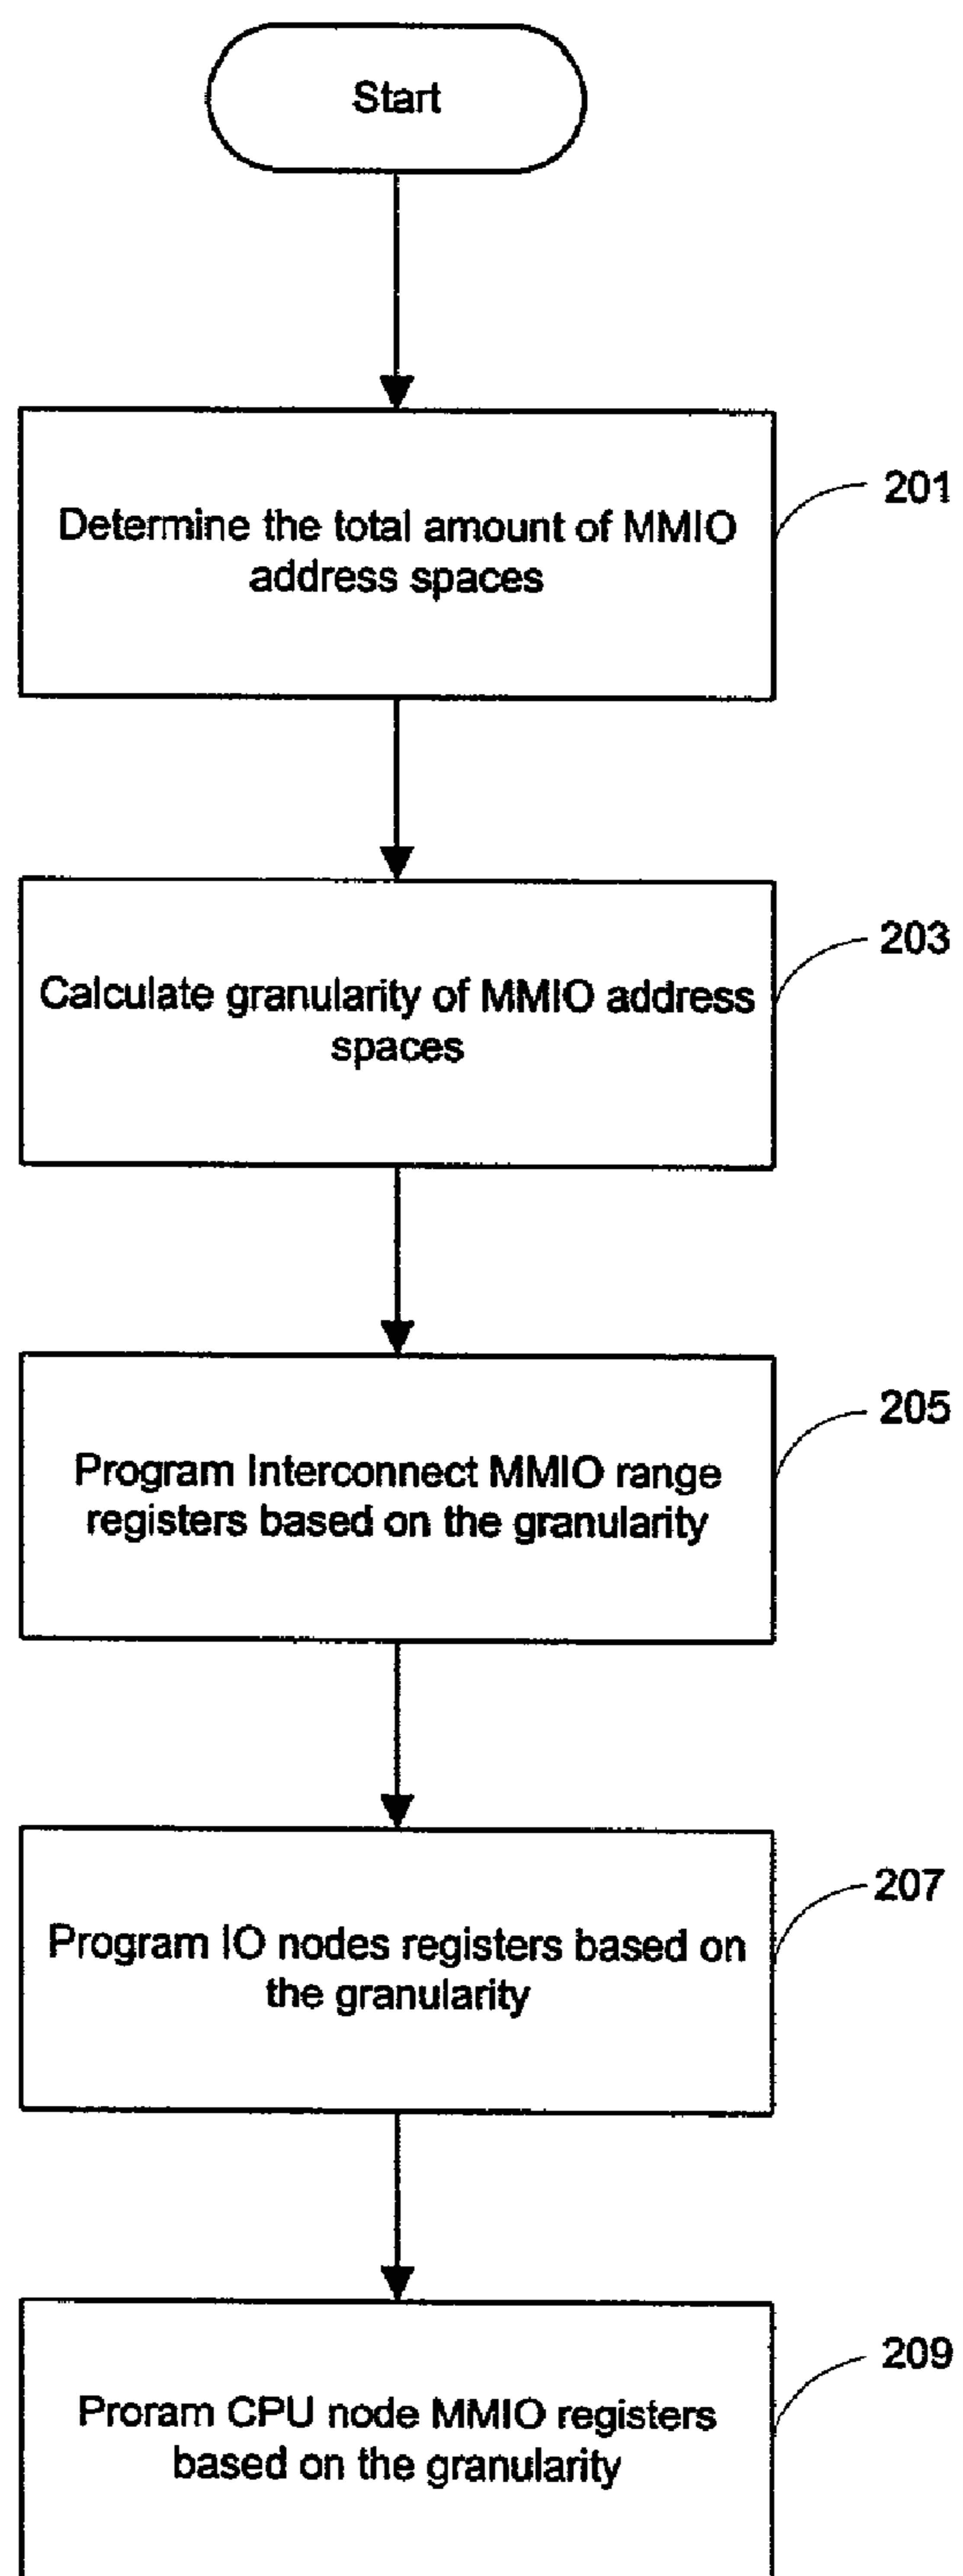 Start
Determine the total amount of MMIO
address spaces
201
Calculate granularity of MMIO address
spaces
203
Program Interconnect MMIO range
registers based on the granularity
205
Program IO nodes registers based on
the granularity
207
Proram CPU node MMIO registers
based on the granularity
209